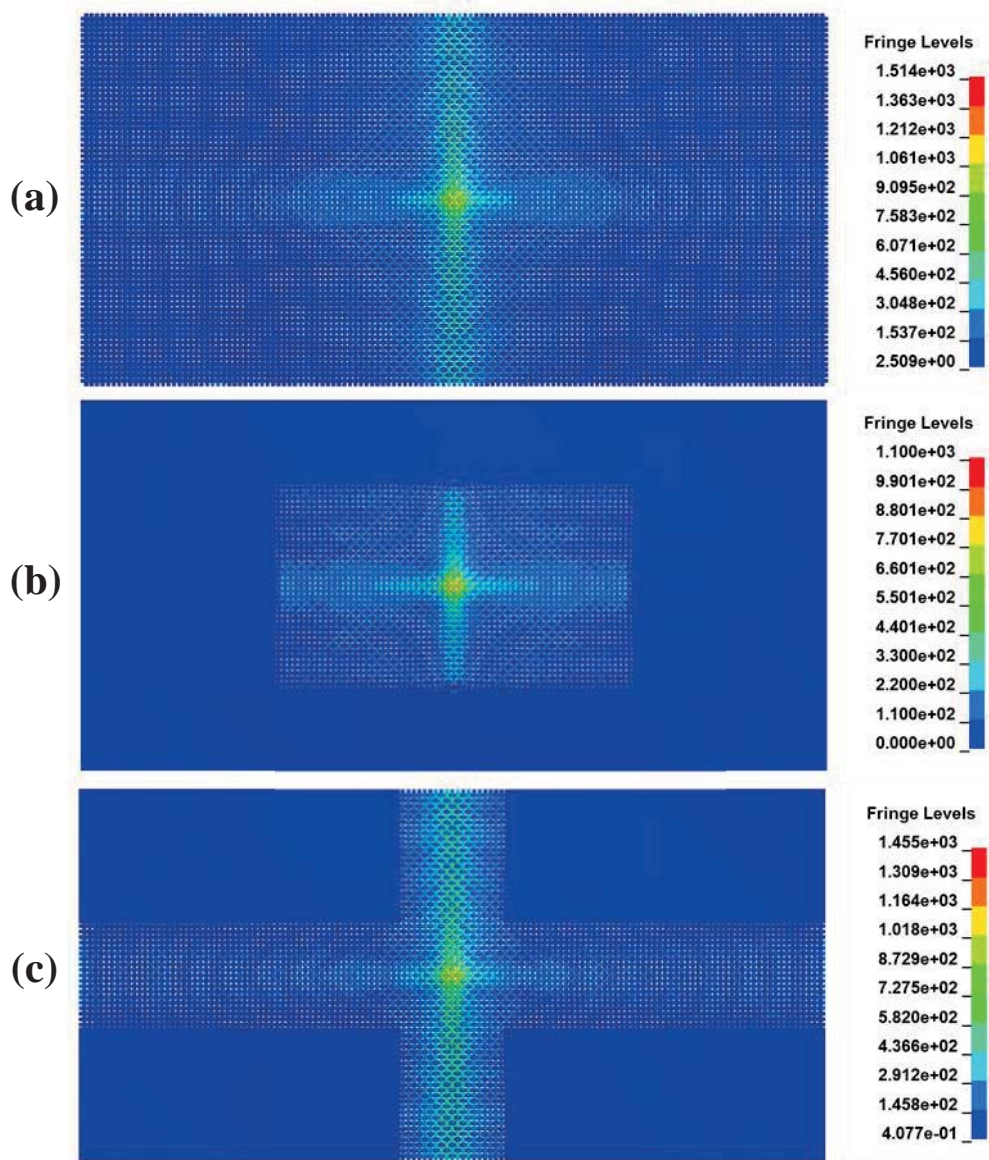 (a)
Fringe Levels
1.514e+03
1.363e+03
1.212e+03
1.061e+03
9.095e+02
7.583e+02
6.071e+02
4.560e+02
3.048e+02
1.537e+02
2.509e+00
(b)
Fringe Levels
1.100e+03
9.901e+02
8.801e+02
7.701e+02
6.601e+02
5.501e+02
4.401e+02
3.300e+02
2.200e+02
1.100e+02
0.000e+00
(c)
Fringe Levels
1.455e+03
1.309e+03
1.164e+03
1.018e+03
8.729e+02
7.275e+02
5.820e+02
4.366e+02
2.912e+02
1.458e+02
4.077e-01